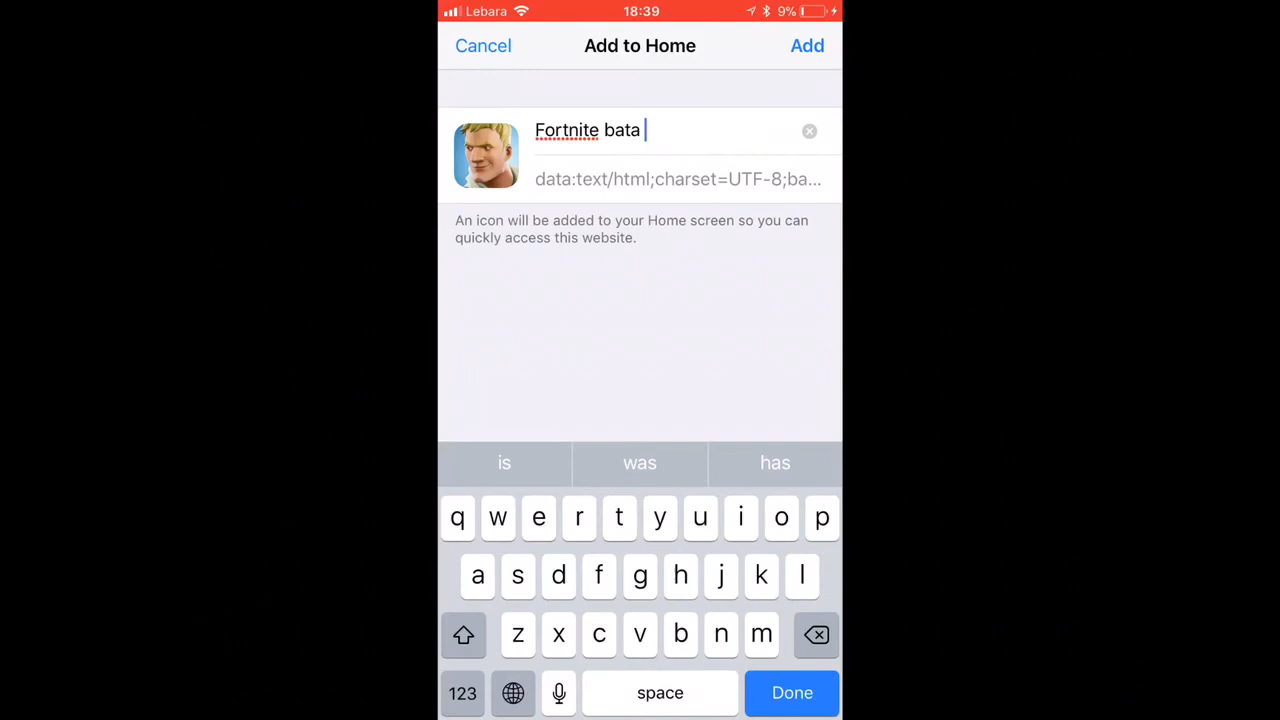 Lebara 18:39 9%
Cancel Add to Home Add
Fortnite bata
data:text/html;charset=UTF-8;ba...
An icon will be added to your Home screen so you can
quickly access this website.
is was has
q w e r t y u i o p
a s d f g h j k l
z x c v b n m
123 space Done